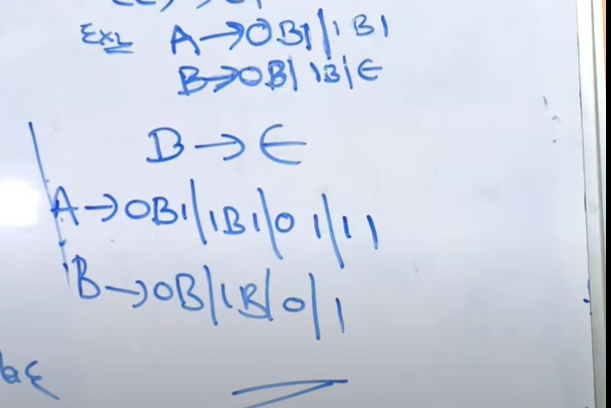 Ex2 A → 0B1 | 1B1
B → 0B | 1B | ∈
B → ∈
A → 0B1 | 1B1 | 01 | 11
B → 0B | 1B | 0 | 1